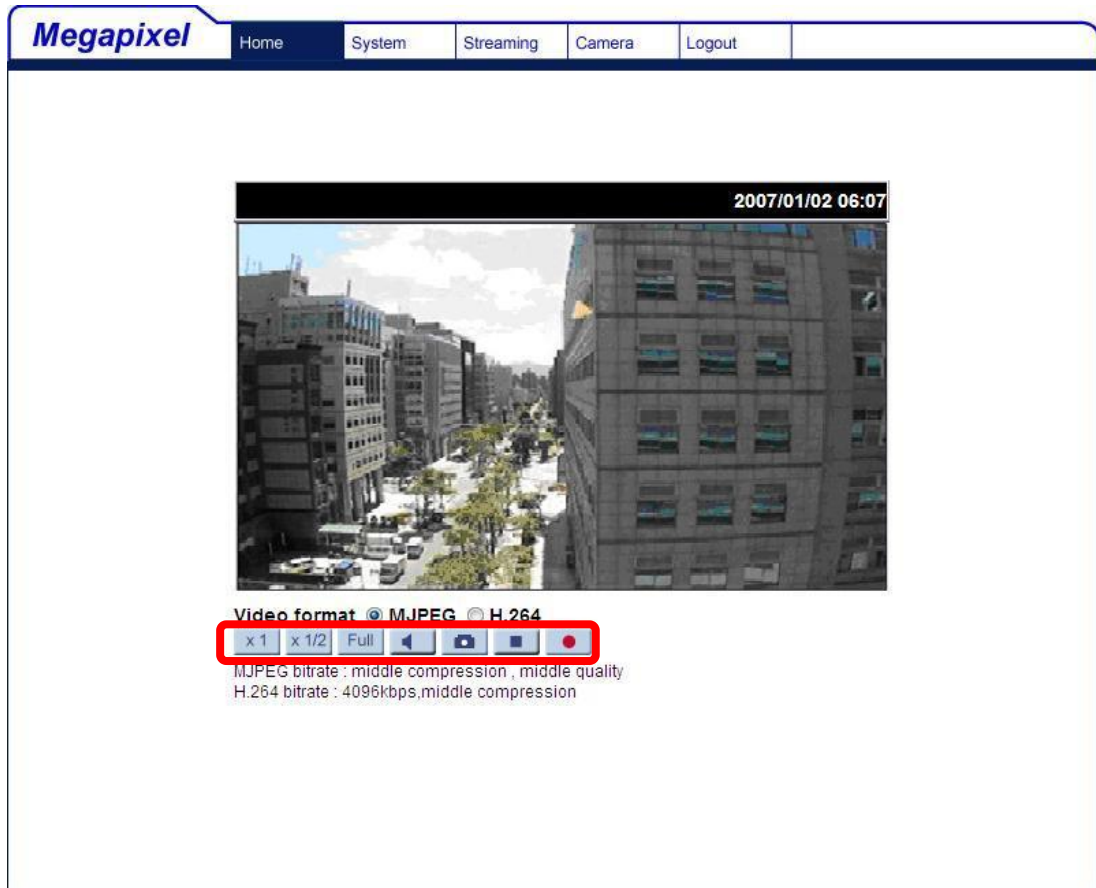 Megapixel
Home System Streaming Camera Logout
2007/01/02 06:07
Video format MJPEG H.264
x 1 x 1/2 Full
MJPEG bitrate : middle compression , middle quality
H.264 bitrate : 4096kbps,middle compression